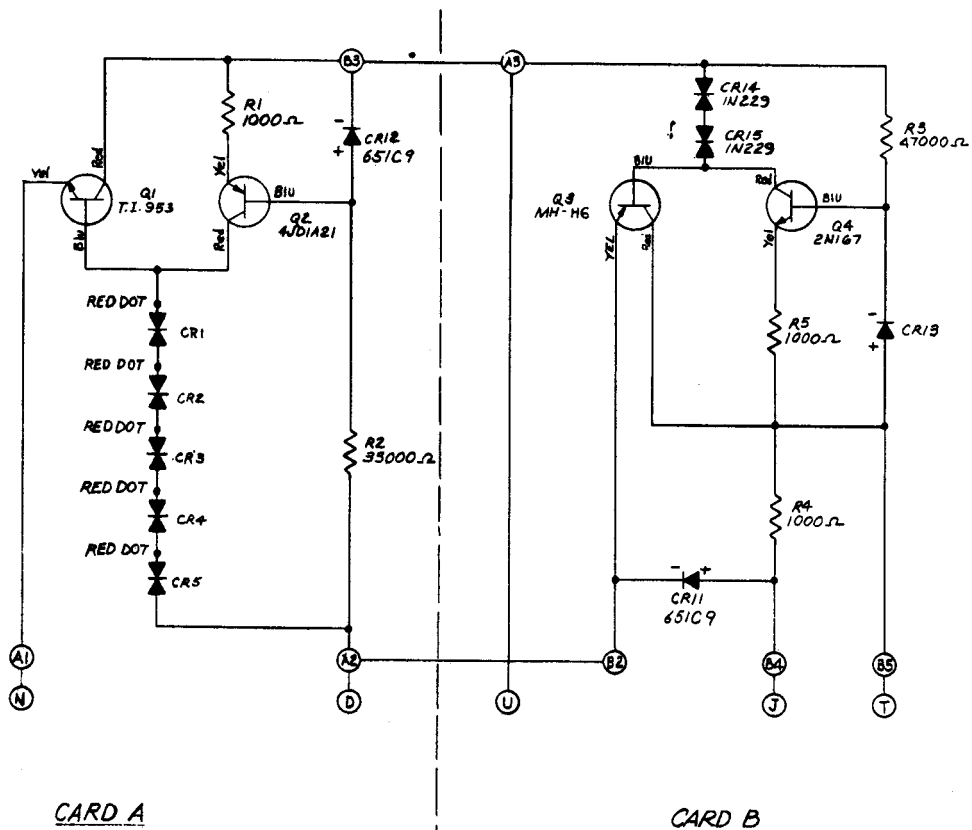 B3
A3
R1
1000Ω
CR12
651C9
CR14
1N229
CR15
1N229
R3
47000Ω
Yel
Red
Q1
T.I. 953
Blu
Yel
Red
Blu
Q2
4JD1A21
Blu
Q3
MH-H6
YEL
Red
Red
Blu
Q4
2N167
Yel
RED DOT
CR1
RED DOT
CR2
RED DOT
CR3
RED DOT
CR4
RED DOT
CR5
R2
33000Ω
R5
1000Ω
CR13
R4
1000Ω
CR11
651C9
A1
A2
B2
B4
B5
N
D
U
J
T
CARD A
CARD B